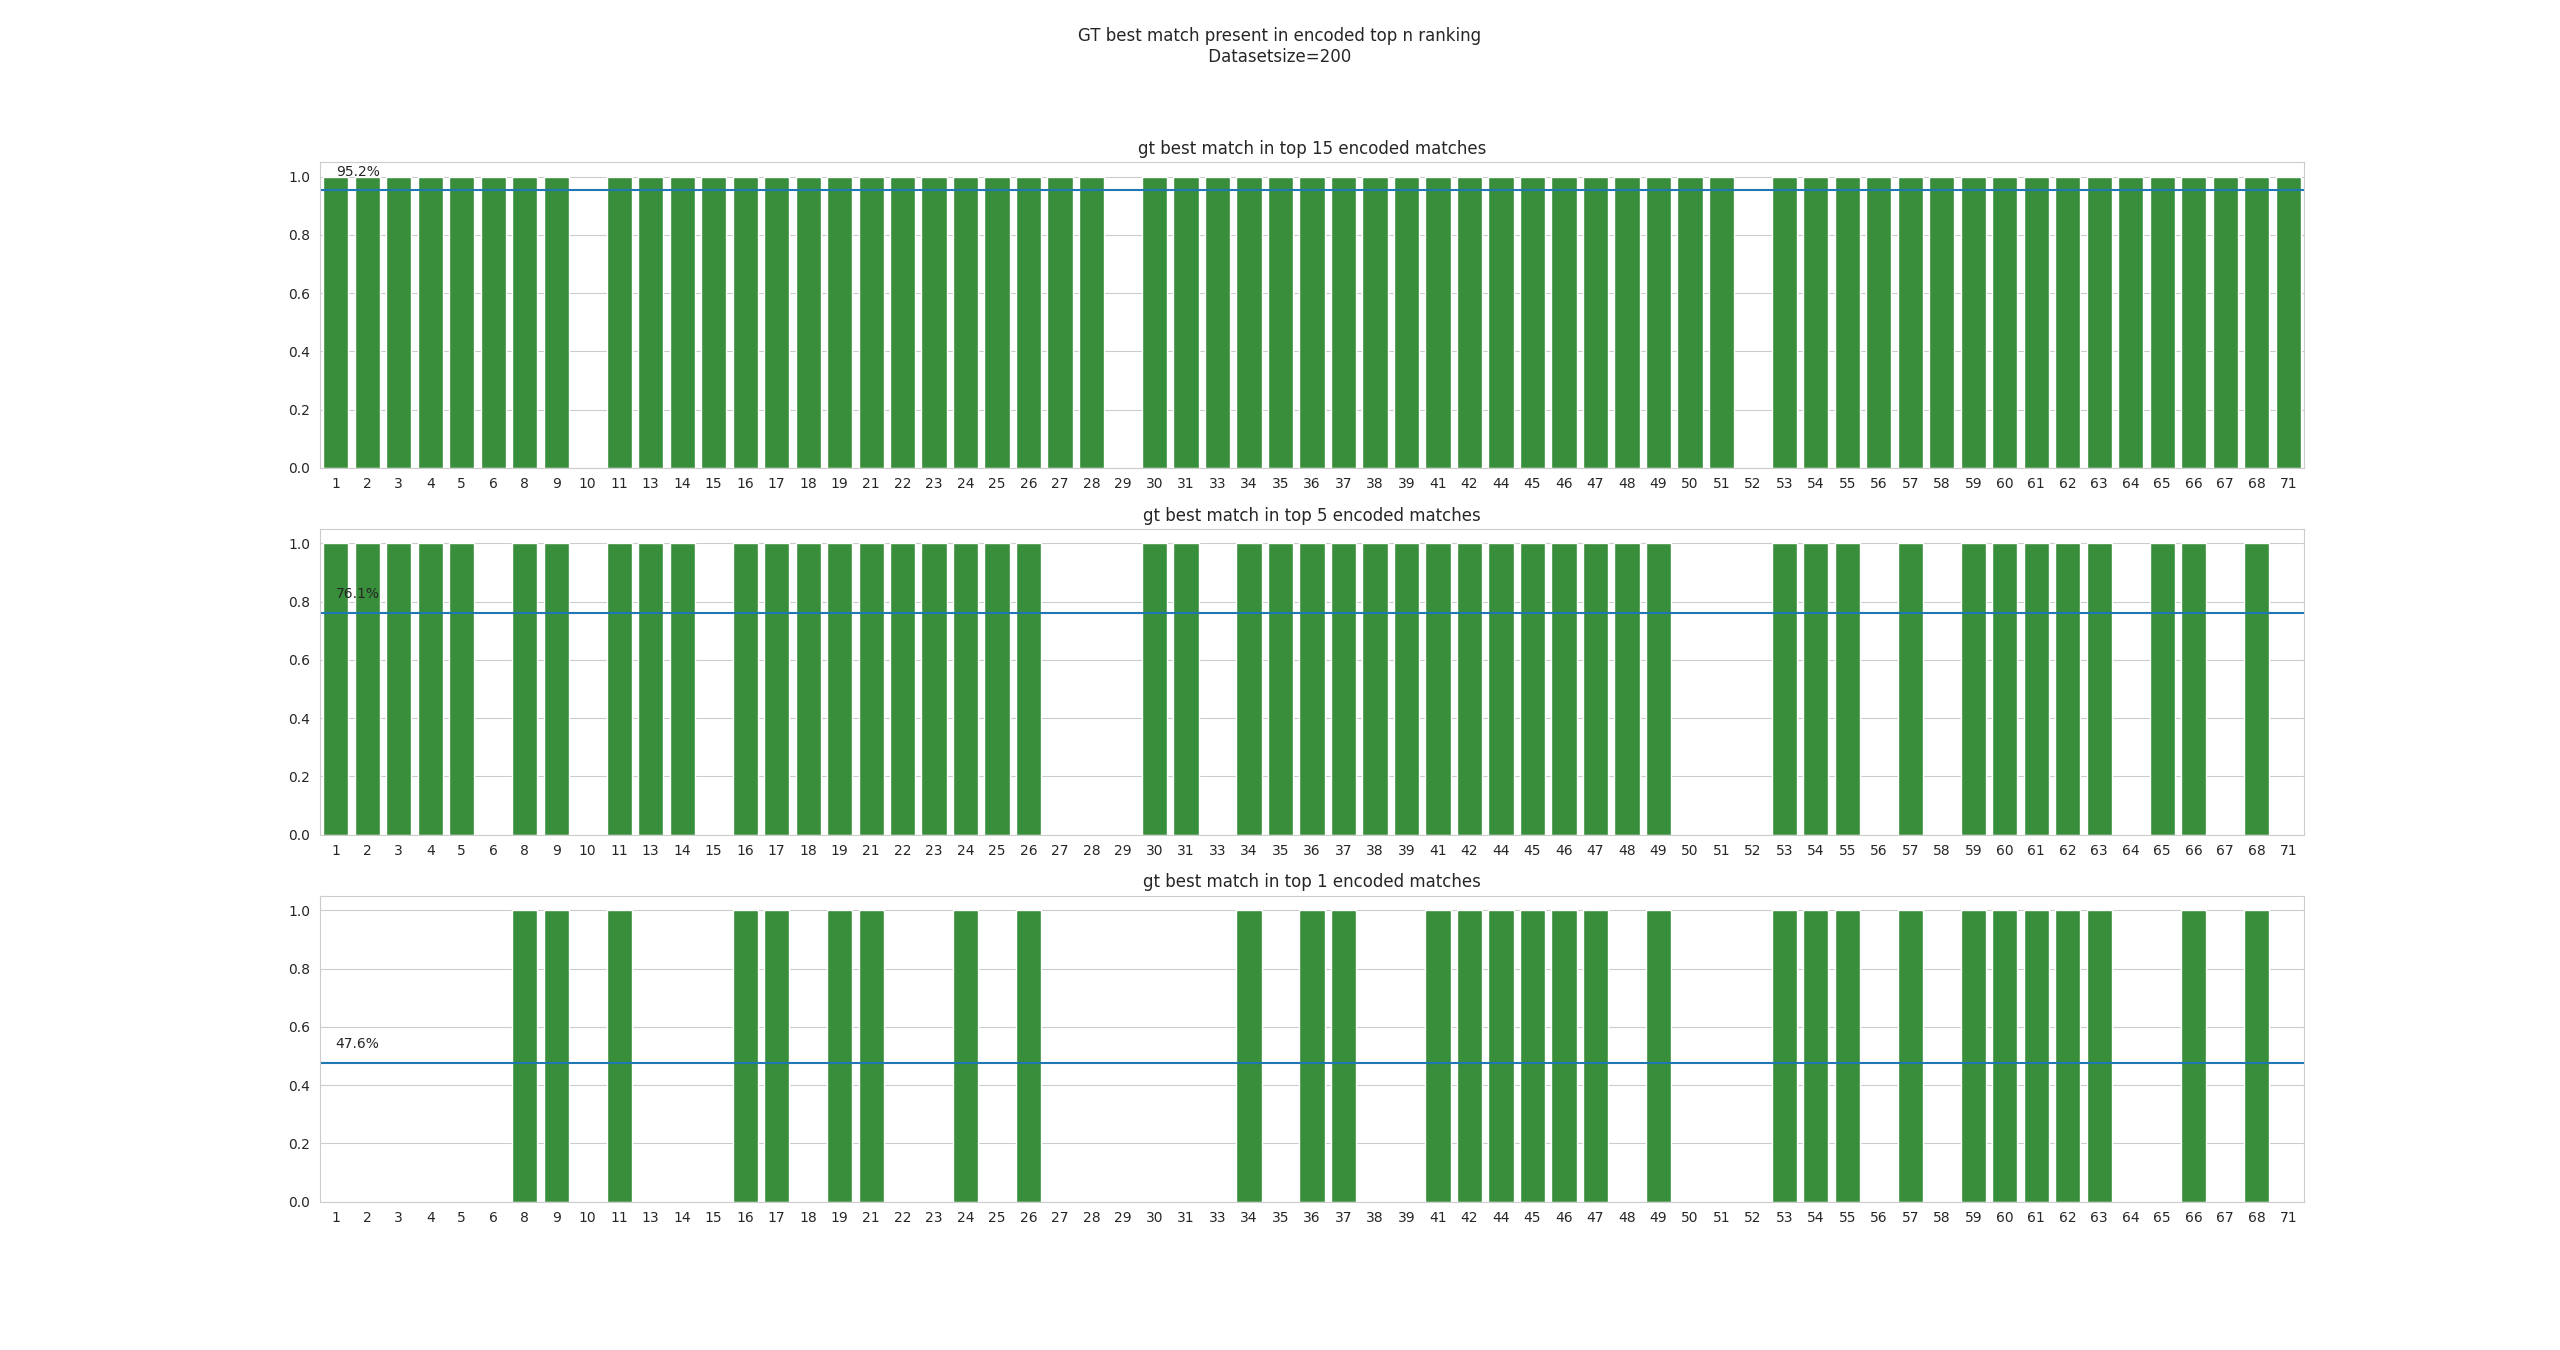 GT best match present in encoded top n ranking
Datasetsize=200
gt best match in top 15 encoded matches
95.2%
1.0
0.8
0.6
0.4
0.2
0.0
1 2 3 4 5 6 8 9 10 11 13 14 15 16 17 18 19 21 22 23 24 25 26 27 28 29 30 31 33 34 35 36 37 38 39 41 42 44 45 46 47 48 49 50 51 52 53 54 55 56 57 58 59 60 61 62 63 64 65 66 67 68 71
gt best match in top 5 encoded matches
1.0
76.1%
0.8
0.6
0.4
0.2
0.0
1 2 3 4 5 6 8 9 10 11 13 14 15 16 17 18 19 21 22 23 24 25 26 27 28 29 30 31 33 34 35 36 37 38 39 41 42 44 45 46 47 48 49 50 51 52 53 54 55 56 57 58 59 60 61 62 63 64 65 66 67 68 71
gt best match in top 1 encoded matches
1.0
0.8
0.6
47.6%
0.4
0.2
0.0
1 2 3 4 5 6 8 9 10 11 13 14 15 16 17 18 19 21 22 23 24 25 26 27 28 29 30 31 33 34 35 36 37 38 39 41 42 44 45 46 47 48 49 50 51 52 53 54 55 56 57 58 59 60 61 62 63 64 65 66 67 68 71